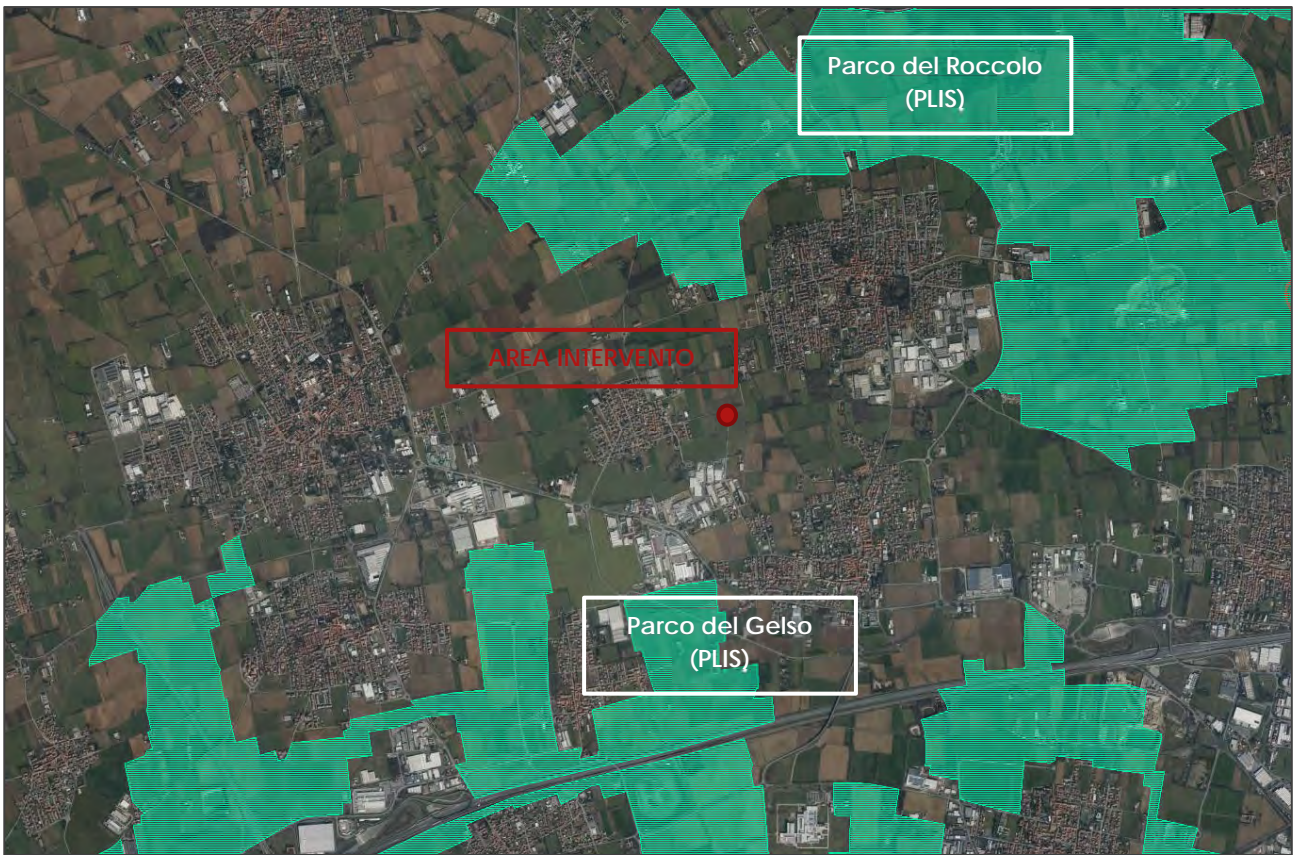 Parco del Roccolo
(PLIS)
AREA INTERVENTO
Parco del Gelso
(PLIS)